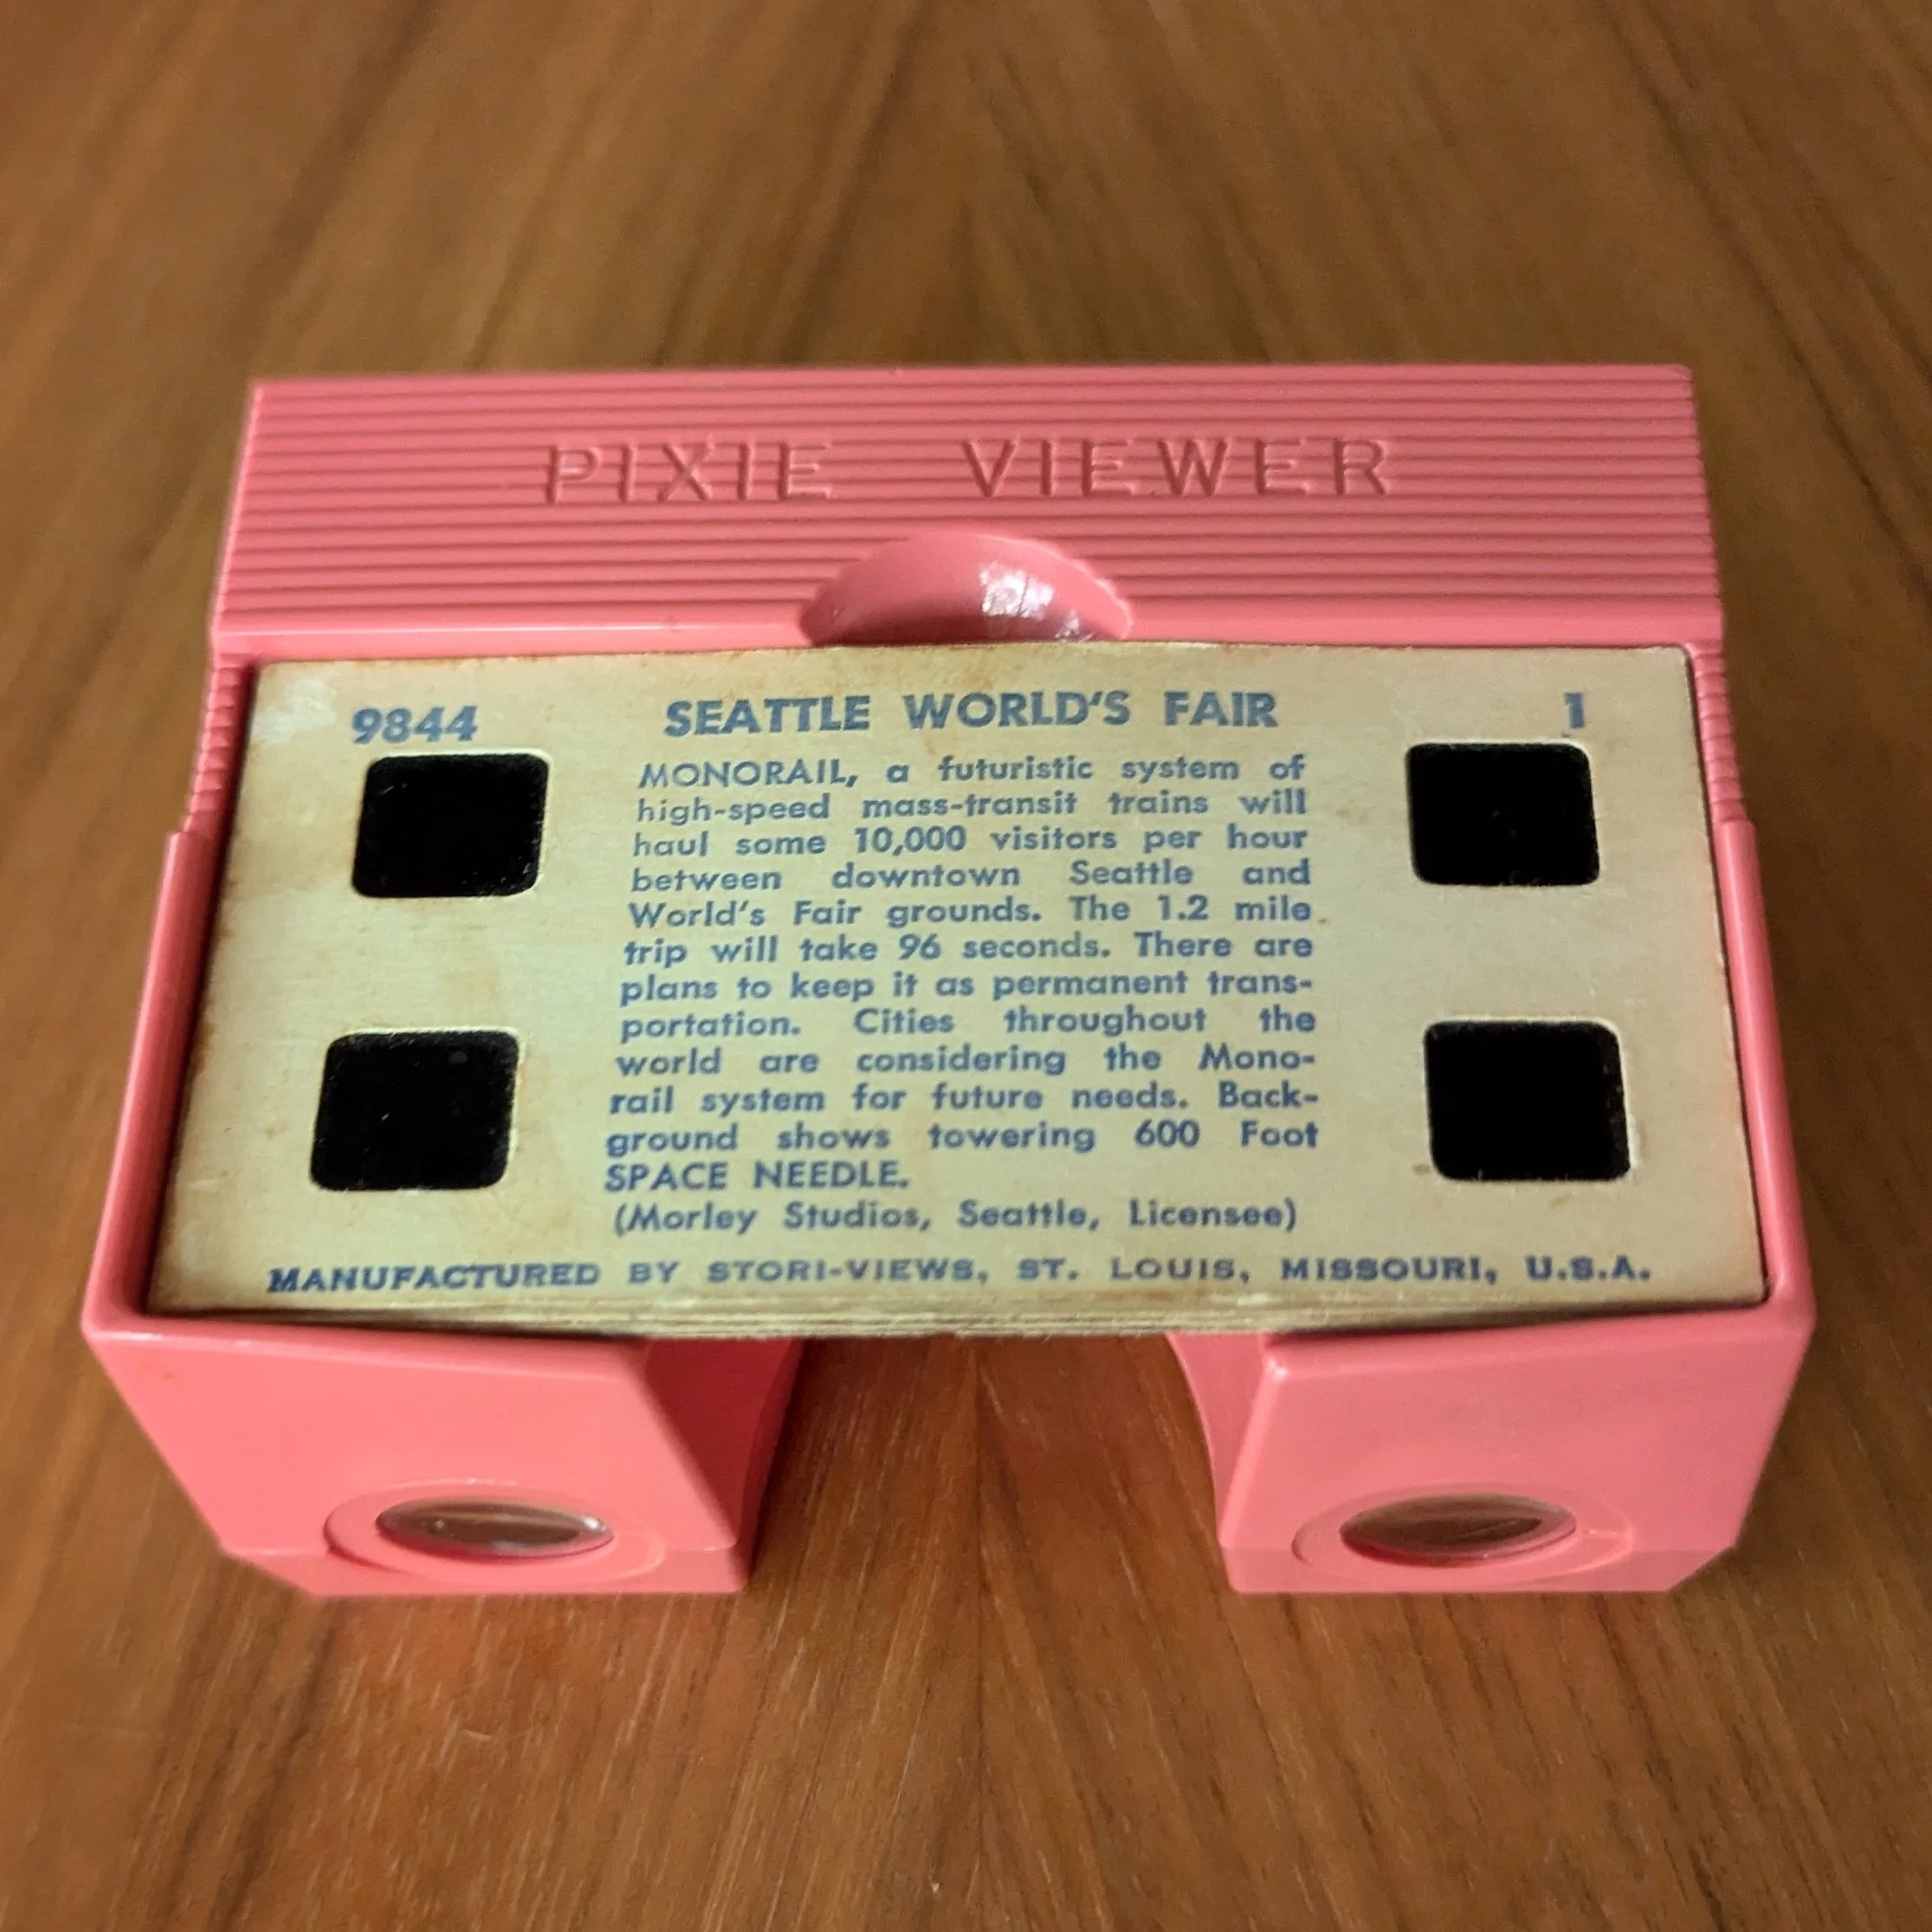 PIXIE VIEWER
9844 SEATTLE WORLD'S FAIR 1
MONORAIL, a futuristic system of
high-speed mass-transit trains will
haul some 10,000 visitors per hour
between downtown Seattle and
World's Fair grounds. The 1.2 mile
trip will take 96 seconds. There are
plans to keep it as permanent trans-
portation. Cities throughout the
world are considering the Mono-
rail system for future needs. Back-
ground shows towering 600 Foot
SPACE NEEDLE.
(Morley Studios, Seattle, Licensee)
MANUFACTURED BY STORI-VIEWS, ST. LOUIS, MISSOURI, U.S.A.